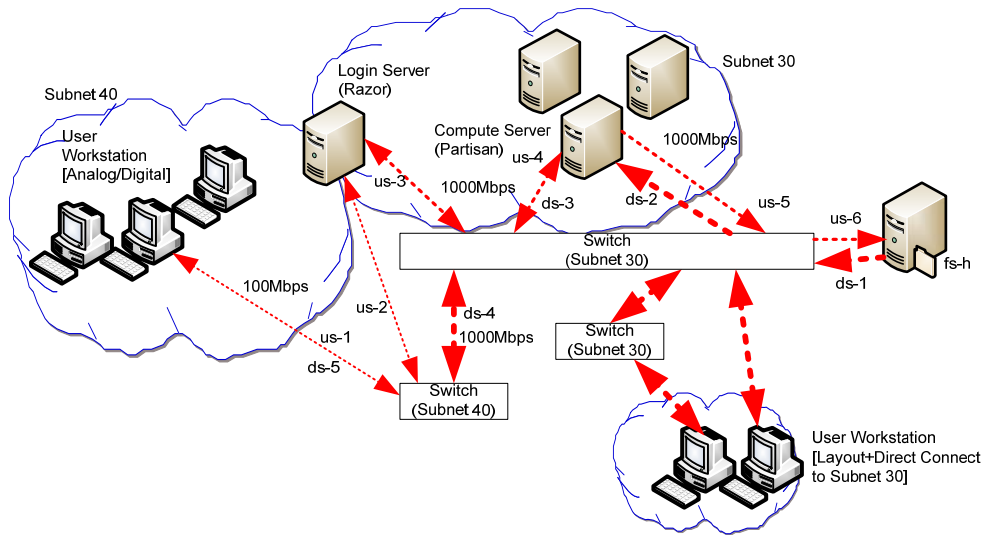 Subnet 40
User
Workstation
[Analog/Digital]
Login Server
(Razor)
Subnet 30
Compute Server
(Partisan)
us-4
1000Mbps
us-3
1000Mbps
ds-3
ds-2
us-5
us-6
ds-1
fs-h
Switch
(Subnet 30)
100Mbps
us-1
ds-5
us-2
ds-4
1000Mbps
Switch
(Subnet 30)
Switch
(Subnet 40)
User Workstation
[Layout+Direct Connect
to Subnet 30]